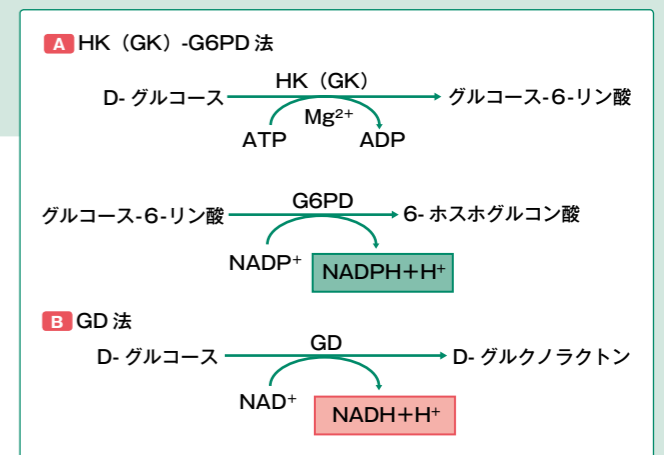 A HK（GK）-G6PD 法
HK（GK）
D- グルコース グルコース-6-リン酸
Mg²⁺
ATP ADP
G6PD
グルコース-6-リン酸 6- ホスホグルコン酸
NADP⁺ NADPH+H⁺
B GD 法
GD
D- グルコース D- グルクノラクトン
NAD⁺ NADH+H⁺